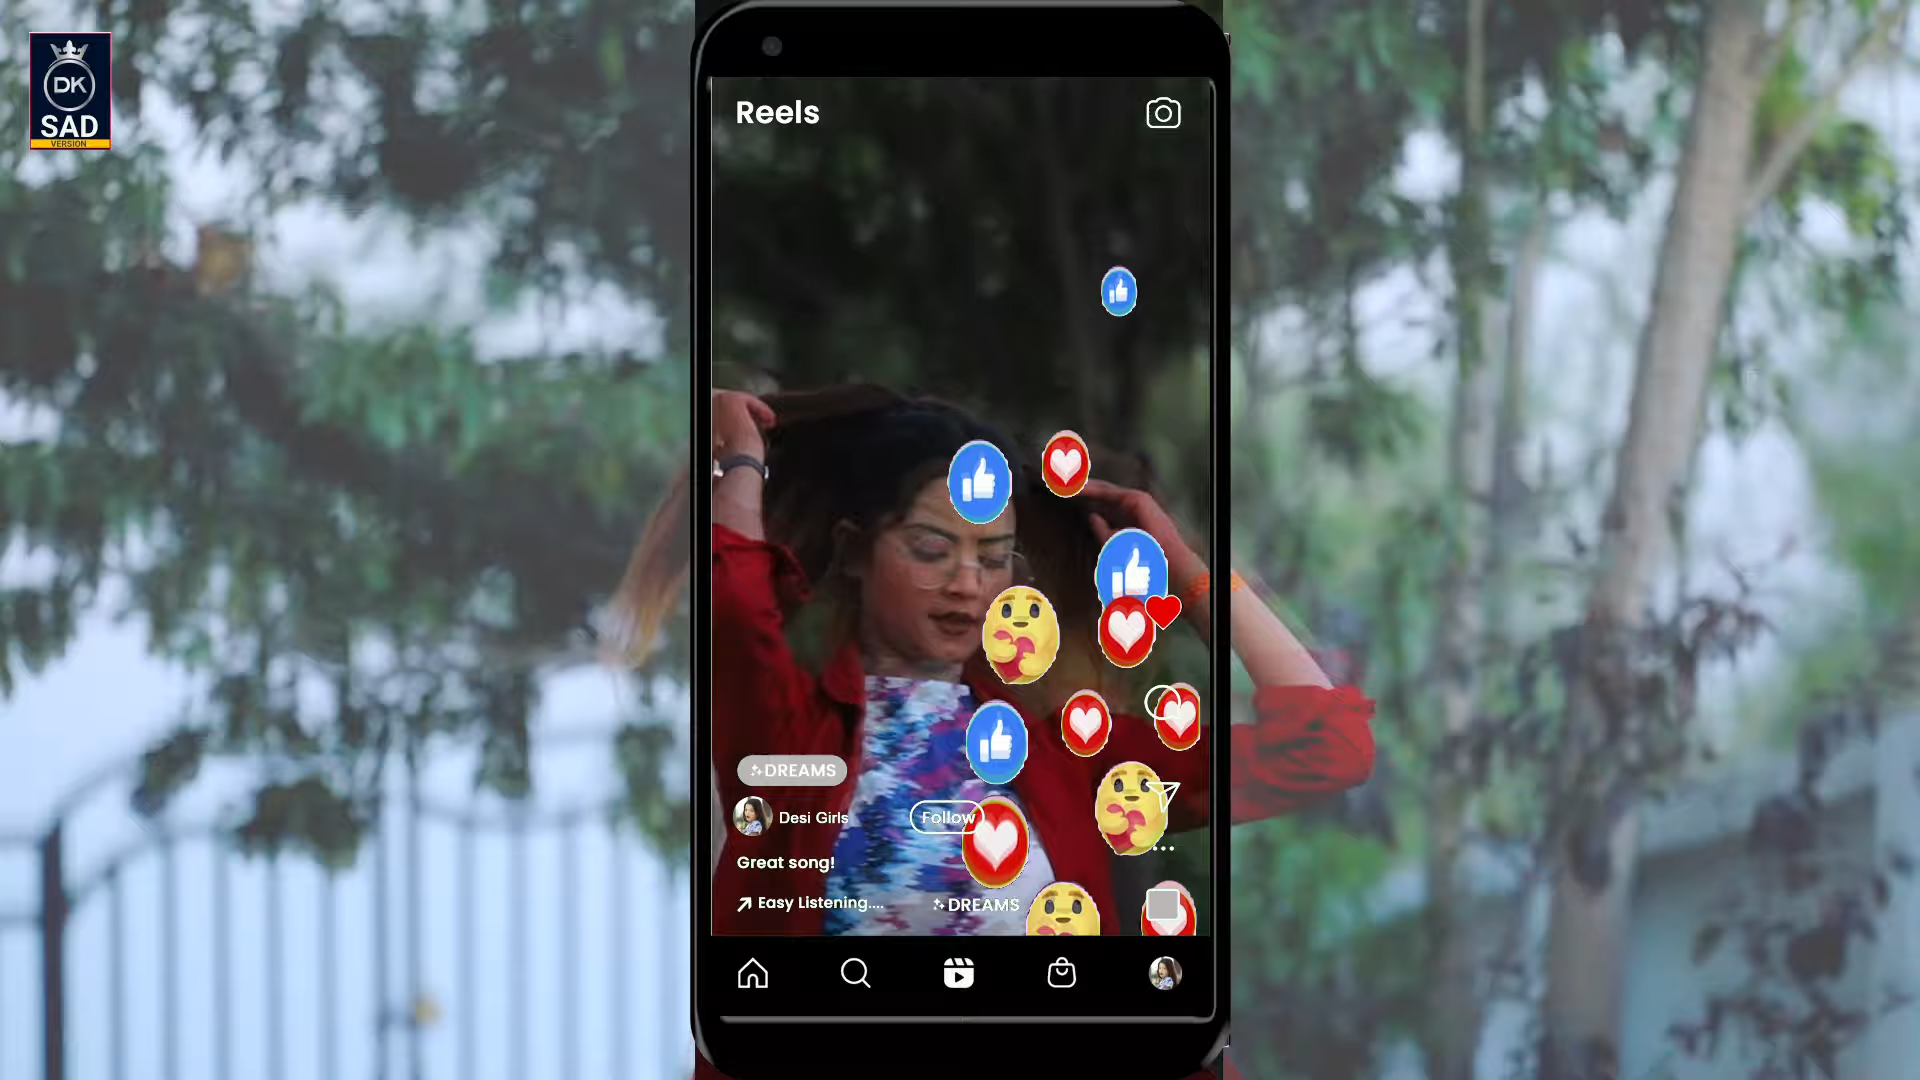 DK
SAD
VERSION
Reels
DREAMS
Desi Girls
Follow
Great song!
Easy Listening....
DREAMS